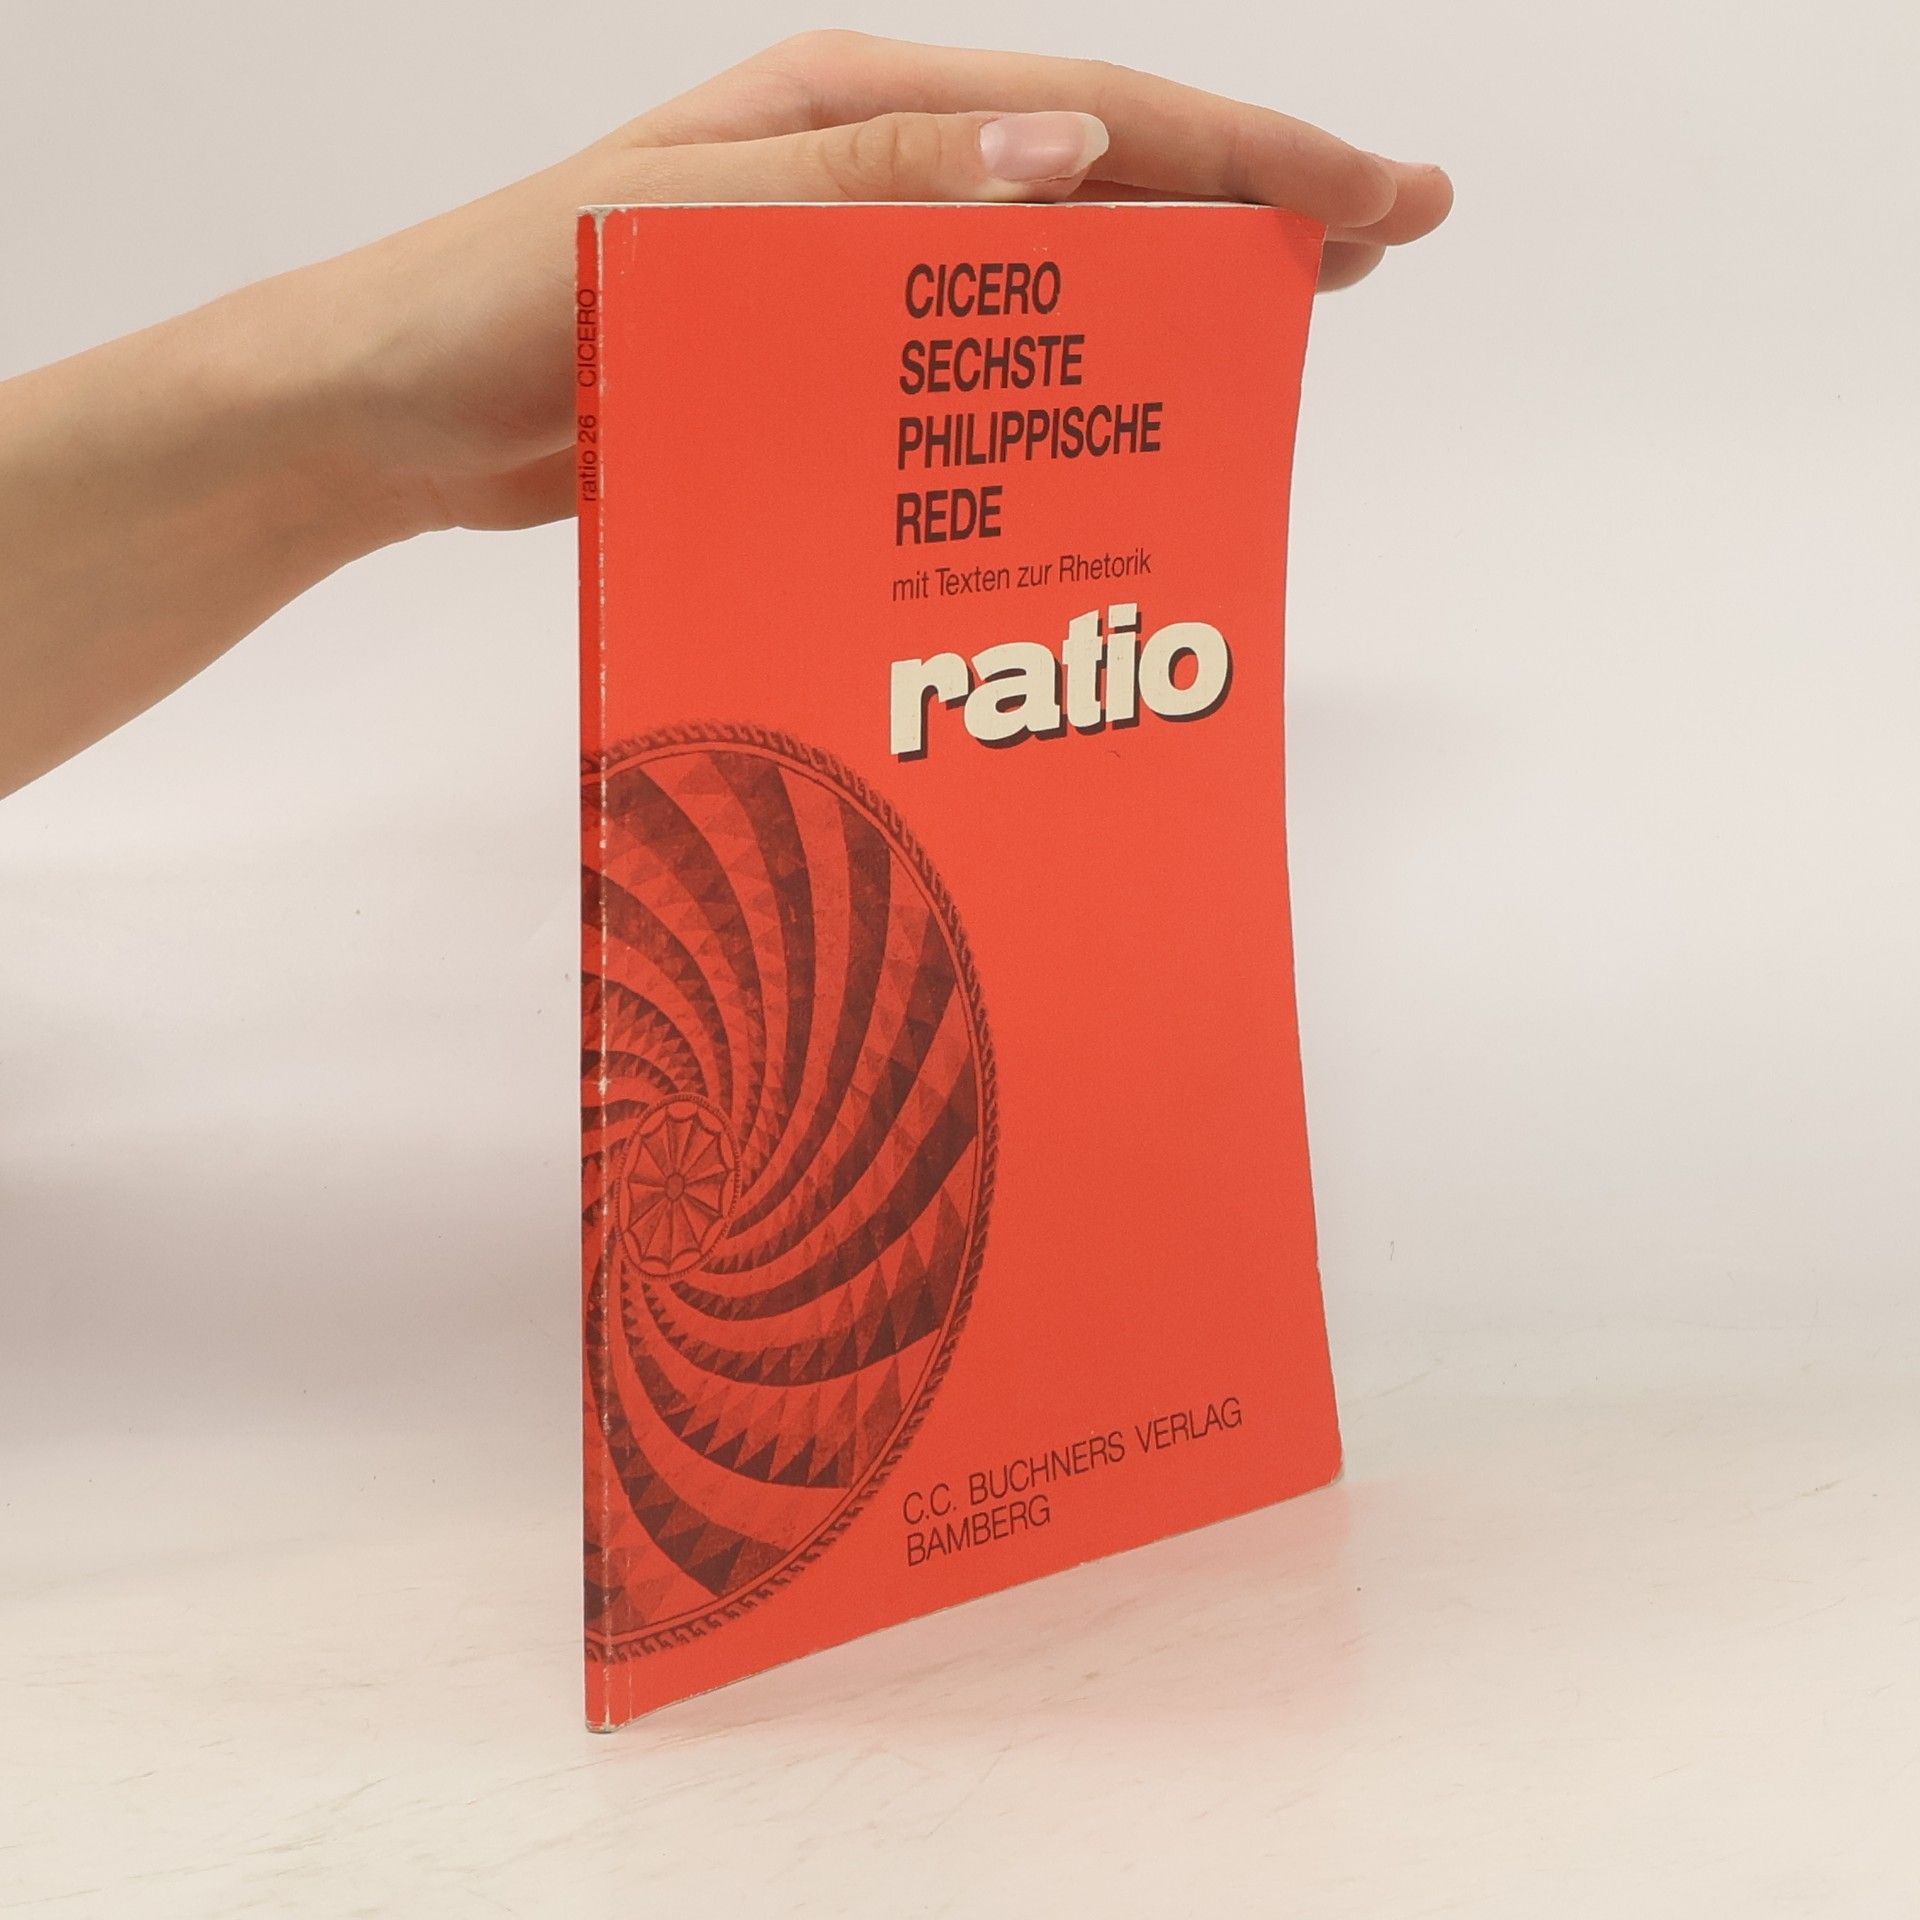 ratio 26 CICERO
CICERO
SECHSTE
PHILIPPISCHE
REDE
mit Texten zur Rhetorik
ratio
C.C. BUCHNERS VERLAG
BAMBERG